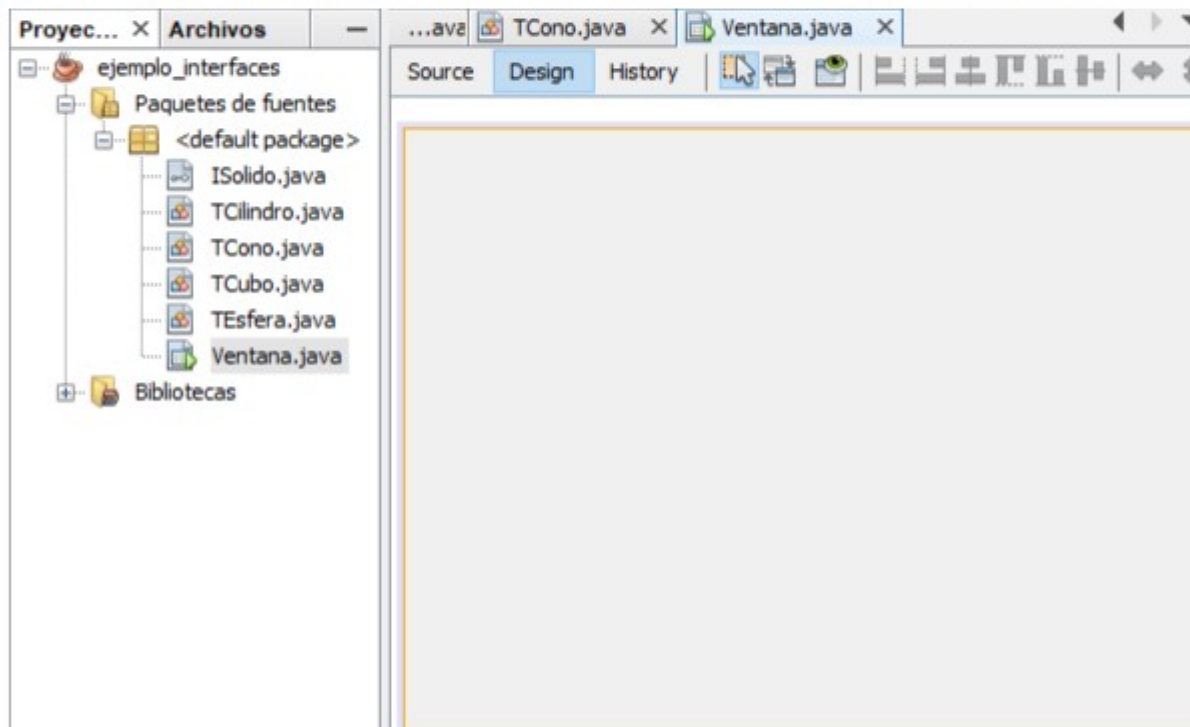 Proyec... Archivos
ejemplo_interfaces
Paquetes de fuentes
<default package>
ISolido.java
TCilindro.java
TCono.java
TCubo.java
TEsfera.java
Ventana.java
Bibliotecas
...ava TCono.java Ventana.java
Source Design History